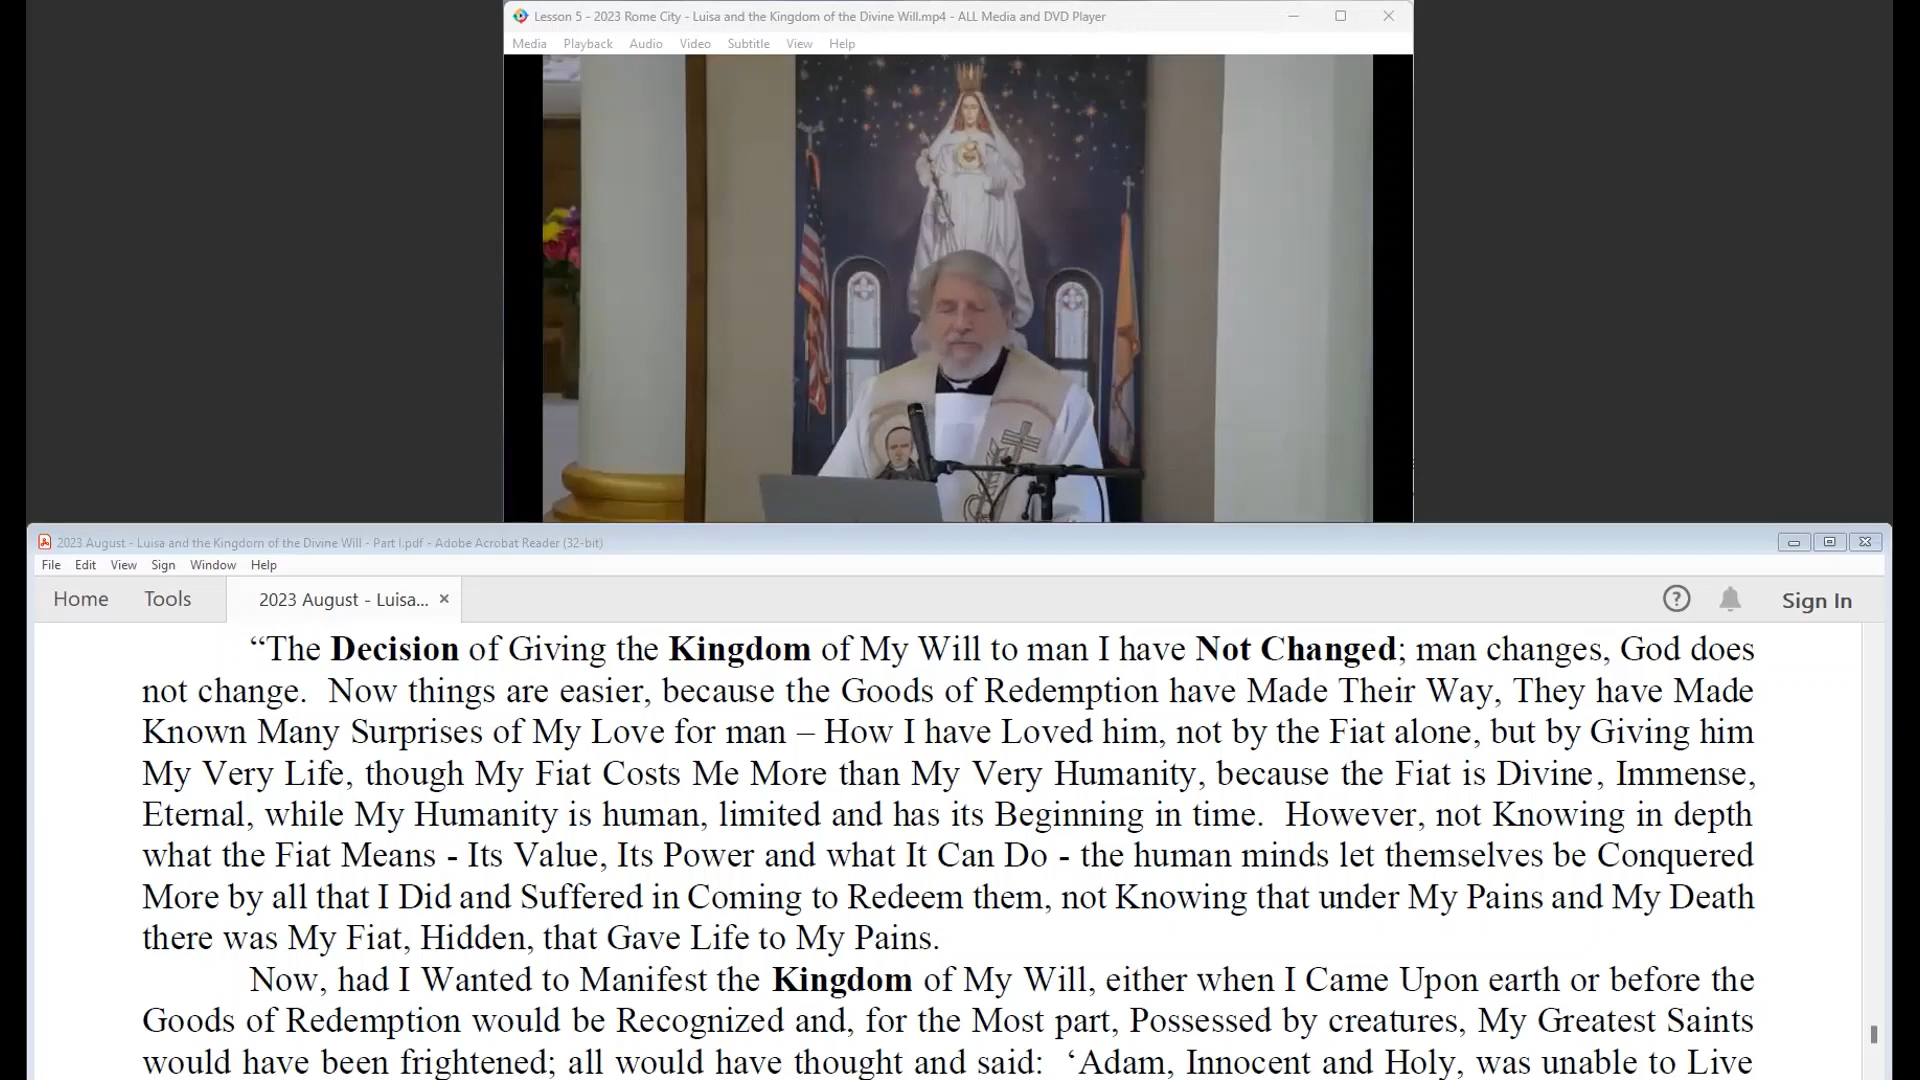 Lesson 5 - 2023 Rome City - Luisa and the Kingdom of the Divine Will.mp4 - ALL Media and DVD Player
Media Playback Audio Video Subtitle View Help
2023 August - Luisa and the Kingdom of the Divine Will - Part I.pdf - Adobe Acrobat Reader (32-bit)
File Edit View Sign Window Help
Home Tools 2023 August - Luisa... Sign In
“The Decision of Giving the Kingdom of My Will to man I have Not Changed; man changes, God does
not change. Now things are easier, because the Goods of Redemption have Made Their Way, They have Made
Known Many Surprises of My Love for man – How I have Loved him, not by the Fiat alone, but by Giving him
My Very Life, though My Fiat Costs Me More than My Very Humanity, because the Fiat is Divine, Immense,
Eternal, while My Humanity is human, limited and has its Beginning in time. However, not Knowing in depth
what the Fiat Means - Its Value, Its Power and what It Can Do - the human minds let themselves be Conquered
More by all that I Did and Suffered in Coming to Redeem them, not Knowing that under My Pains and My Death
there was My Fiat, Hidden, that Gave Life to My Pains.
Now, had I Wanted to Manifest the Kingdom of My Will, either when I Came Upon earth or before the
Goods of Redemption would be Recognized and, for the Most part, Possessed by creatures, My Greatest Saints
would have been frightened; all would have thought and said: ‘Adam, Innocent and Holy, was unable to Live